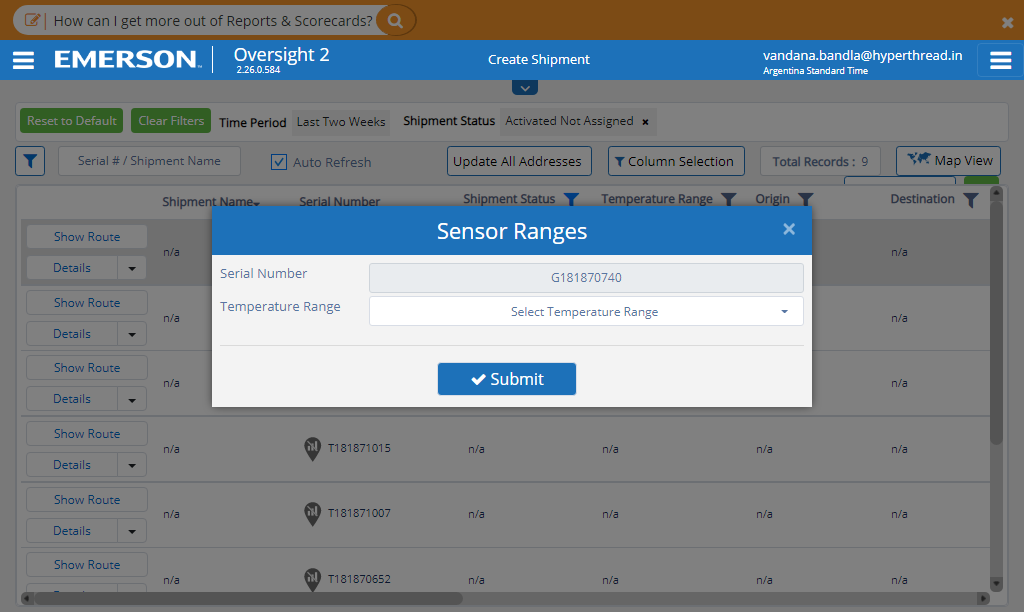 How can I get more out of Reports & Scorecards?
EMERSON
Oversight 2
2.26.0.584
Create Shipment
vandana.bandla@hyperthread.in
Argentina Standard Time
Reset to Default Clear Filters Time Period Last Two Weeks Shipment Status Activated Not Assigned ×
Serial # / Shipment Name Auto Refresh Update All Addresses Column Selection Total Records : 9 Map View
Shipment Name Serial Number Shipment Status Temperature Range Origin Destination
Sensor Ranges ×
Serial Number G181870740
Temperature Range Select Temperature Range
Submit
Show Route
Details
n/a n/a
Show Route
Details
n/a n/a
Show Route
Details
n/a n/a
Show Route
Details
n/a T181871015 n/a n/a n/a n/a
Show Route
Details
n/a T181871007 n/a n/a n/a n/a
Show Route
n/a T181870652 n/a n/a n/a n/a